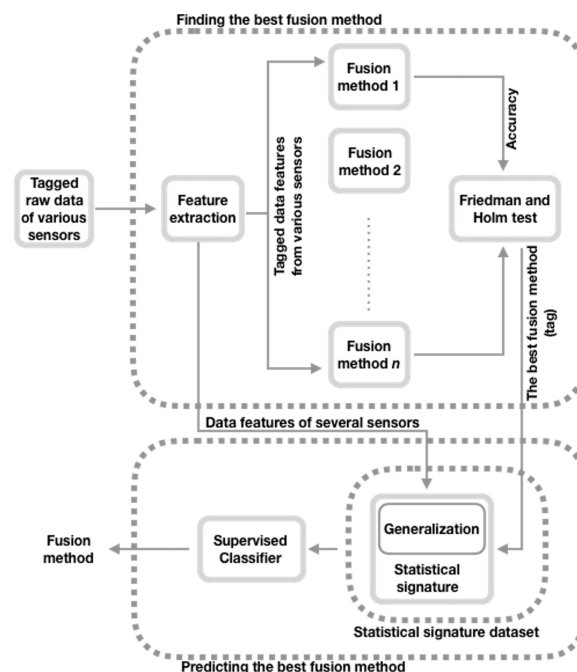 Finding the best fusion method
Fusion
method 1
Accuracy
Fusion
method 2
Tagged
raw data
of various
sensors
Feature
extraction
Tagged data features
from various sensors
Friedman and
Holm test
Fusion
method n
The best fusion method
(tag)
Data features of several sensors
Generalization
Statistical
signature
Supervised
Classifier
Fusion
method
Statistical signature dataset
Predicting the best fusion method